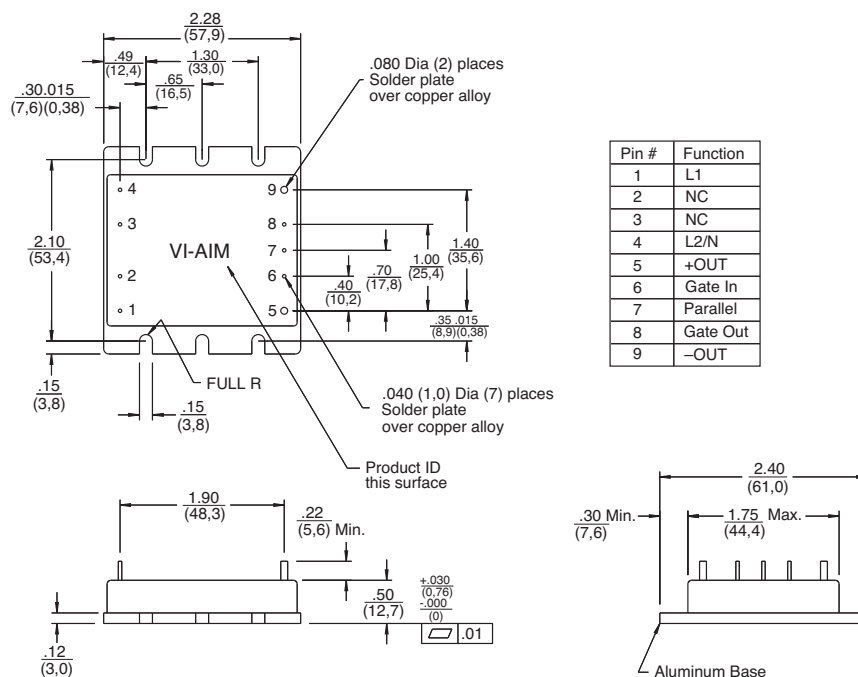 2.28
(57,9)
.49
(12,4)
1.30
(33,0)
.65
(16,5)
.30.015
(7,6)(0,38)
.080 Dia (2) places
Solder plate
over copper alloy
4
3
2
1
VI-AIM
9
8
7
6
5
2.10
(53,4)
.40
(10,2)
.70
(17,8)
1.00
(25,4)
1.40
(35,6)
.35 .015
(8,9)(0,38)
.15
(3,8)
.15
(3,8)
FULL R
.040 (1,0) Dia (7) places
Solder plate
over copper alloy
Product ID
this surface
Pin # Function
1 L1
2 NC
3 NC
4 L2/N
5 +OUT
6 Gate In
7 Parallel
8 Gate Out
9 –OUT
1.90
(48,3)
.22
(5,6) Min.
.50
(12,7)
+.030
(0,76)
-.000
(0)
.01
.12
(3,0)
2.40
(61,0)
.30 Min.
(7,6)
1.75 Max.
(44,4)
Aluminum Base